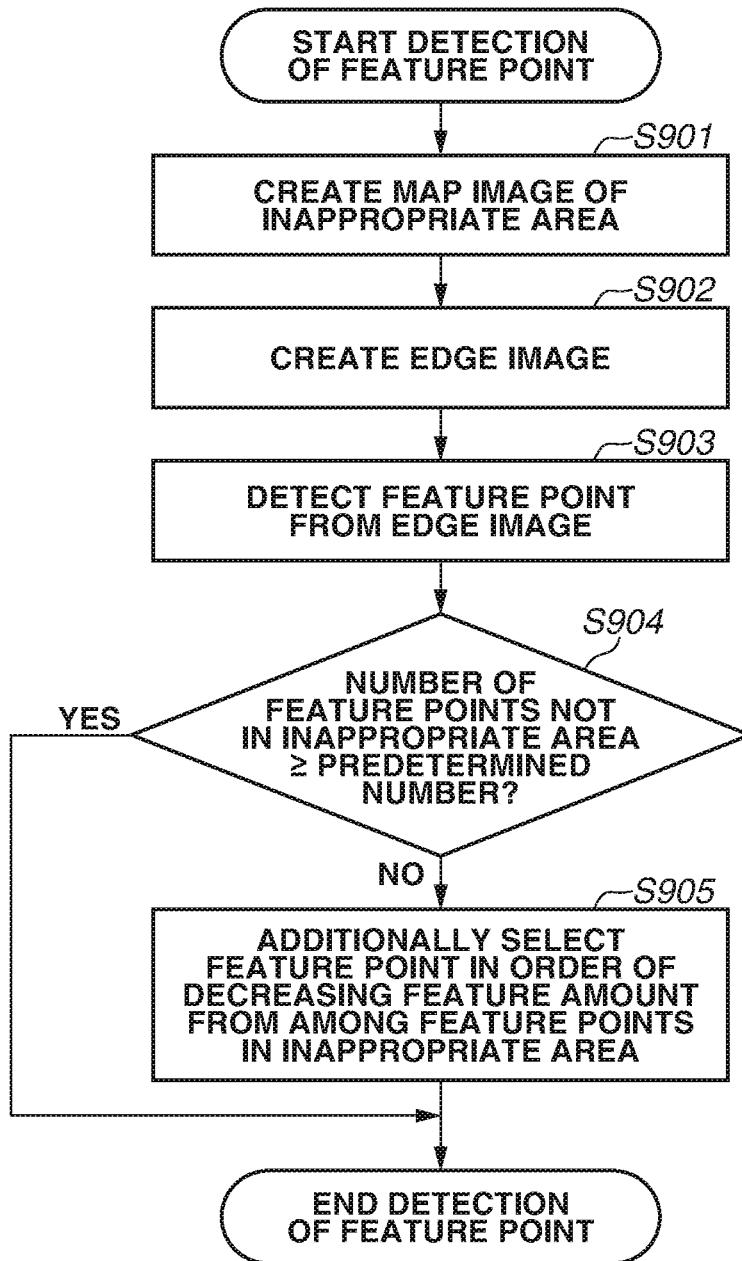 START DETECTION
OF FEATURE POINT
S901
CREATE MAP IMAGE OF
INAPPROPRIATE AREA
S902
CREATE EDGE IMAGE
S903
DETECT FEATURE POINT
FROM EDGE IMAGE
S904
NUMBER OF
FEATURE POINTS NOT
IN INAPPROPRIATE AREA
≥ PREDETERMINED
NUMBER?
YES
NO
S905
ADDITIONALLY SELECT
FEATURE POINT IN ORDER OF
DECREASING FEATURE AMOUNT
FROM AMONG FEATURE POINTS
IN INAPPROPRIATE AREA
END DETECTION
OF FEATURE POINT